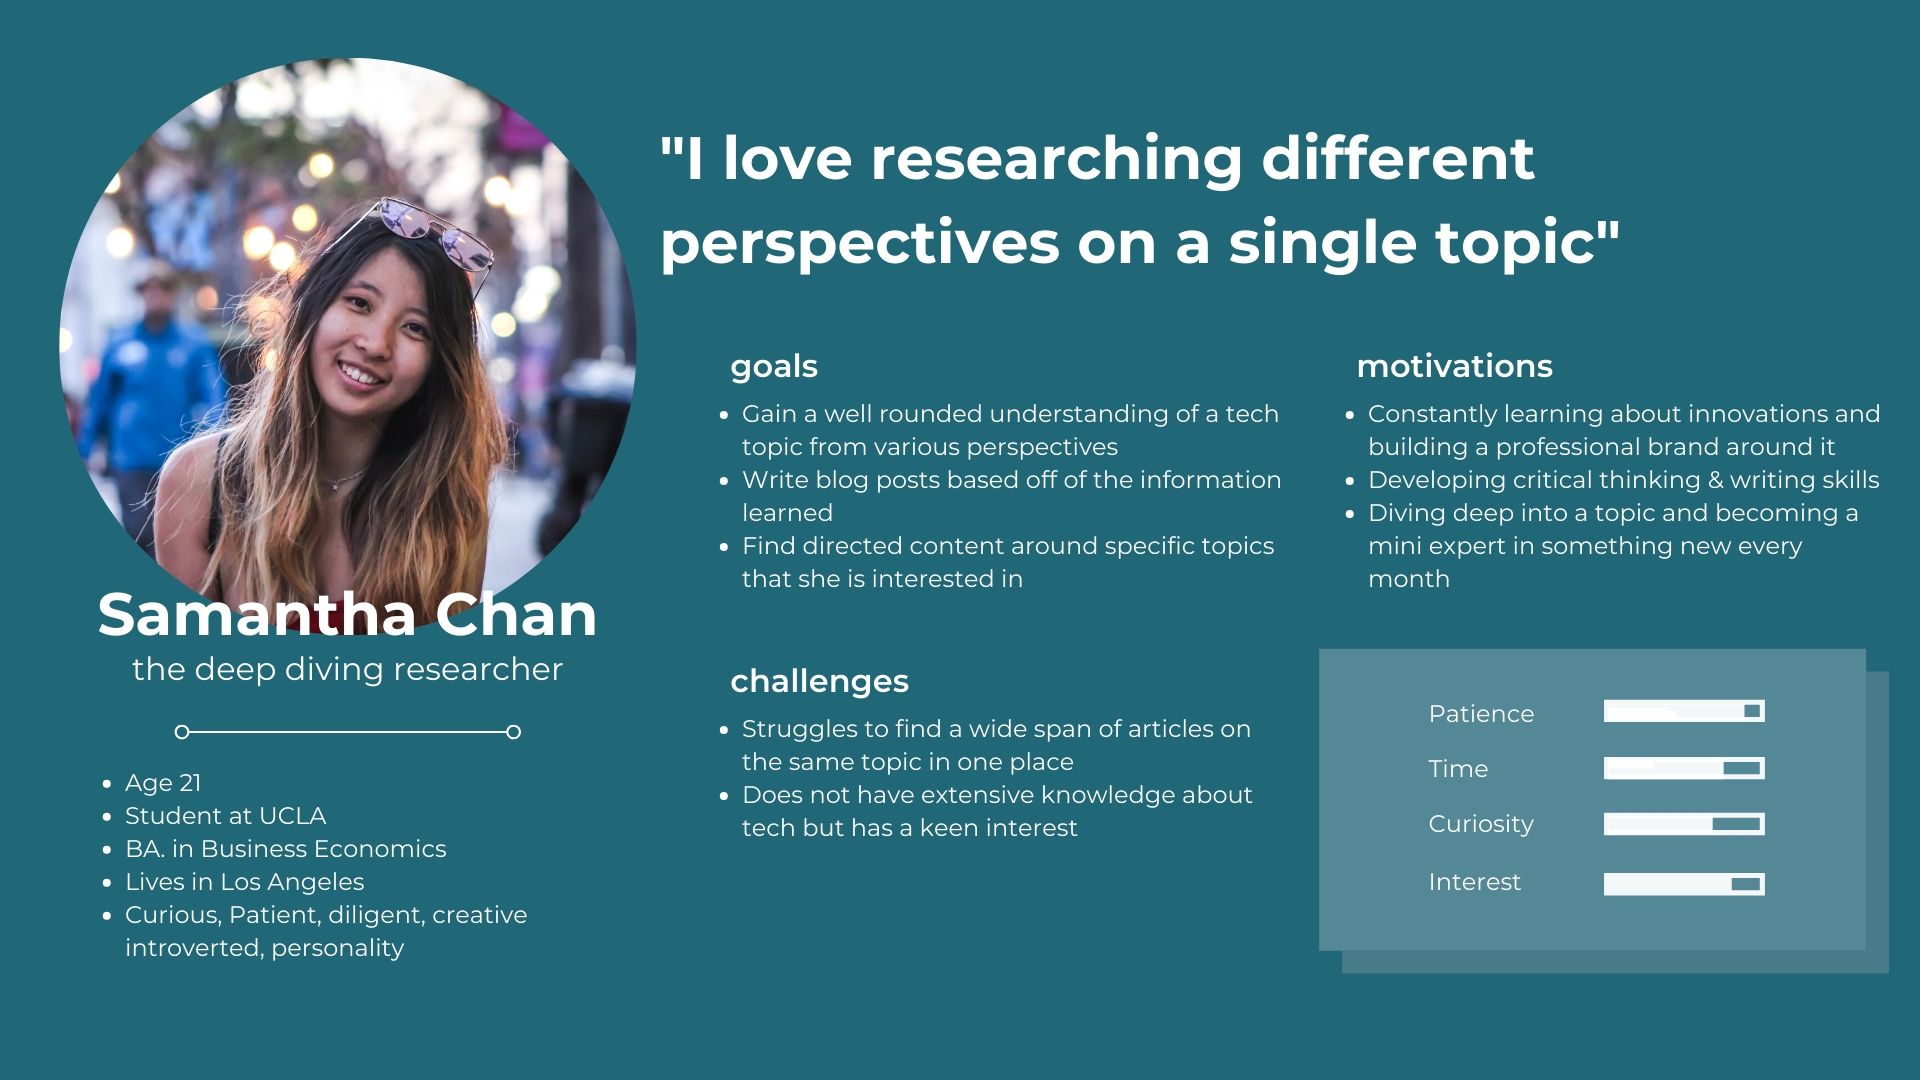 "I love researching different
perspectives on a single topic"
Samantha Chan
the deep diving researcher
Age 21
Student at UCLA
BA. in Business Economics
Lives in Los Angeles
Curious, Patient, diligent, creative
introverted, personality
goals
Gain a well rounded understanding of a tech
topic from various perspectives
Write blog posts based off of the information
learned
Find directed content around specific topics
that she is interested in
motivations
Constantly learning about innovations and
building a professional brand around it
Developing critical thinking & writing skills
Diving deep into a topic and becoming a
mini expert in something new every
month
challenges
Struggles to find a wide span of articles on
the same topic in one place
Does not have extensive knowledge about
tech but has a keen interest
Patience
Time
Curiosity
Interest